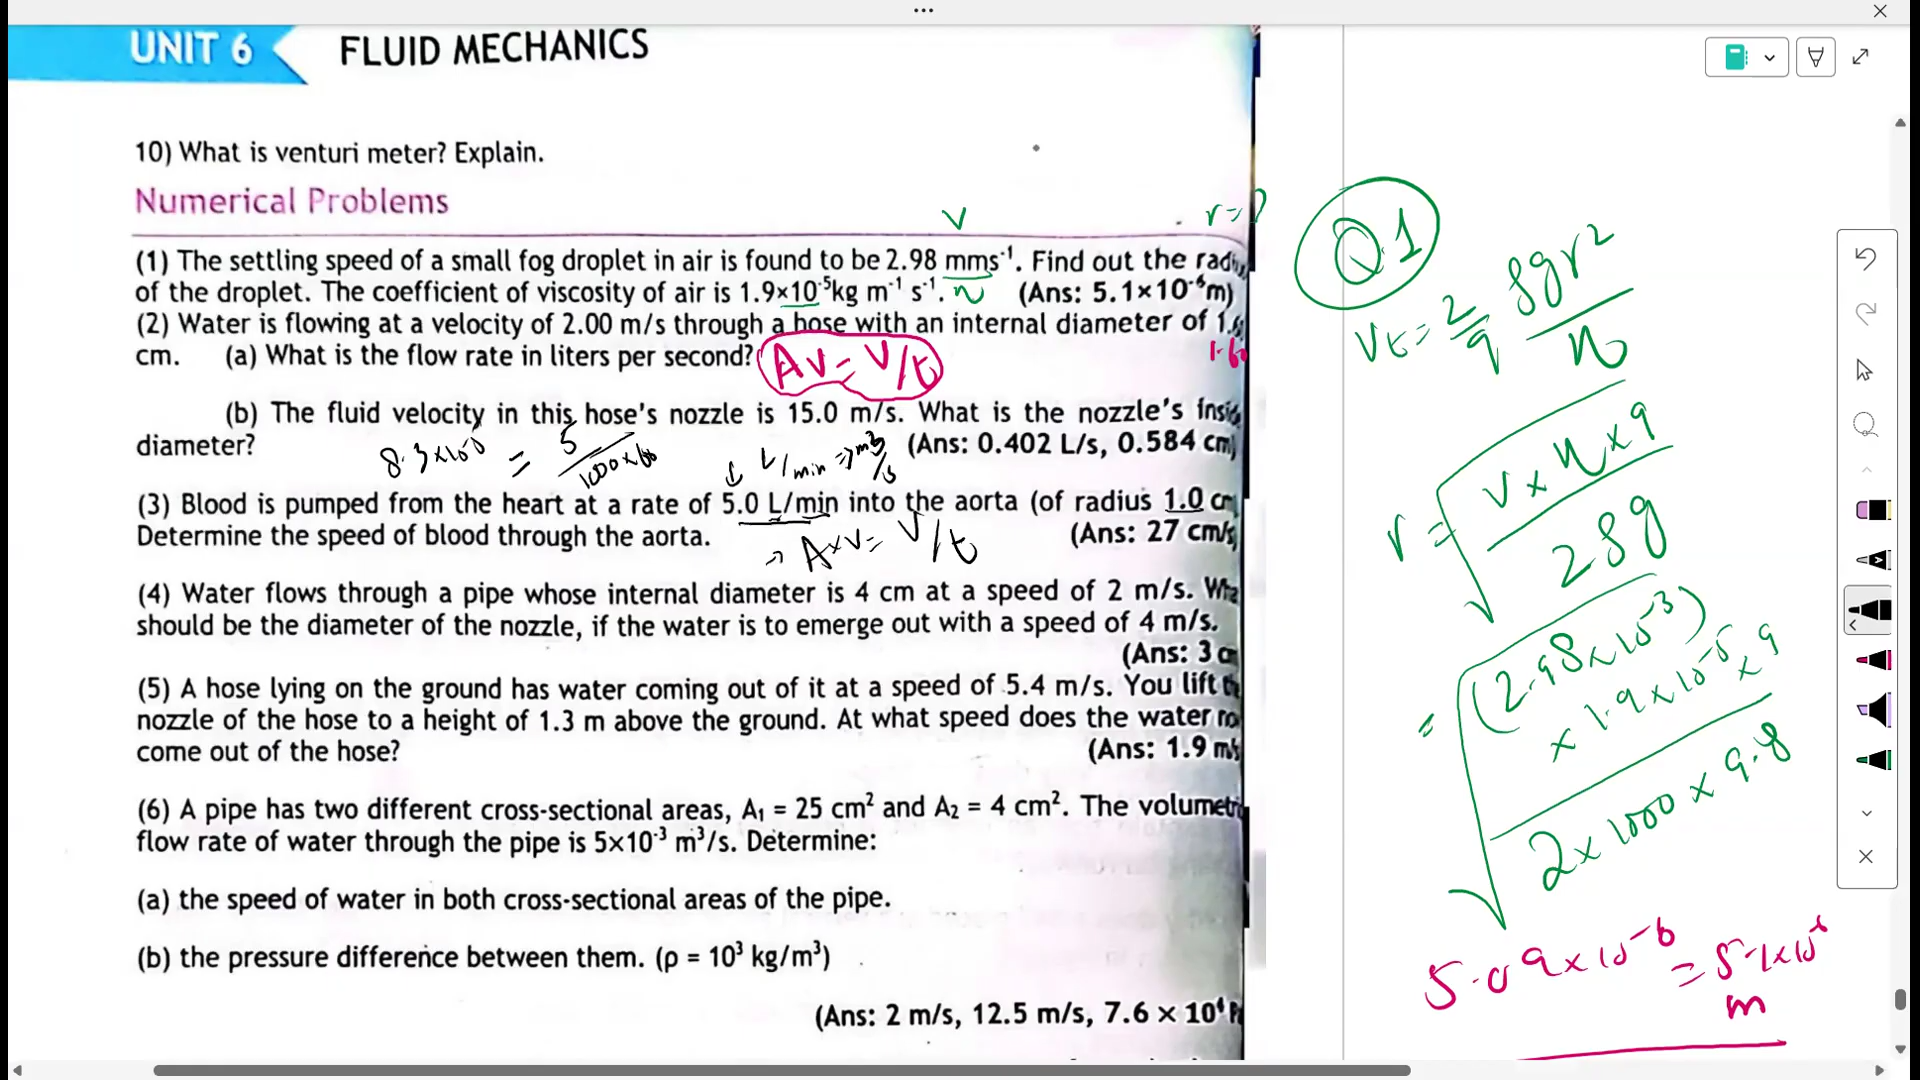 UNIT 6 FLUID MECHANICS
10) What is venturi meter? Explain.
Numerical Problems
v
r = ?
(1) The settling speed of a small fog droplet in air is found to be 2.98 mms⁻¹. Find out the
of the droplet. The coefficient of viscosity of air is 1.9×10⁻⁵kg m⁻¹ s⁻¹. η (Ans: 5.1×10⁻⁶m)
(2) Water is flowing at a velocity of 2.00 m/s through a hose with an internal diameter of
cm. (a) What is the flow rate in liters per second? Av = V/t
(b) The fluid velocity in this hose's nozzle is 15.0 m/s. What is the nozzle's
diameter? (Ans: 0.402 L/s, 0.584 cm
= 5/1000×60
L/min ⇒ m³/s
(3) Blood is pumped from the heart at a rate of 5.0 L/min into the aorta (of radius 1.0
Determine the speed of blood through the aorta. (Ans: 27 cm/s
→ A×v = V/t
(4) Water flows through a pipe whose internal diameter is 4 cm at a speed of 2 m/s.
should be the diameter of the nozzle, if the water is to emerge out with a speed of 4 m/s.
(Ans: 3
(5) A hose lying on the ground has water coming out of it at a speed of 5.4 m/s. You lift
nozzle of the hose to a height of 1.3 m above the ground. At what speed does the water
come out of the hose? (Ans: 1.9
(6) A pipe has two different cross-sectional areas, A₁ = 25 cm² and A₂ = 4 cm². The
flow rate of water through the pipe is 5×10⁻³ m³/s. Determine:
(a) the speed of water in both cross-sectional areas of the pipe.
(b) the pressure difference between them. (ρ = 10³ kg/m³)
(Ans: 2 m/s, 12.5 m/s, 7.6 × 10⁴
Q1
Vt = 2/9 ρgr²/η
r = √(v×η×9 / 2ρg)
= √((2.98×10⁻³) × 1.9×10⁻⁵ × 9 / 2×1000×9.8)
5.09×10⁻⁶ = 5.1×10⁻⁶
m